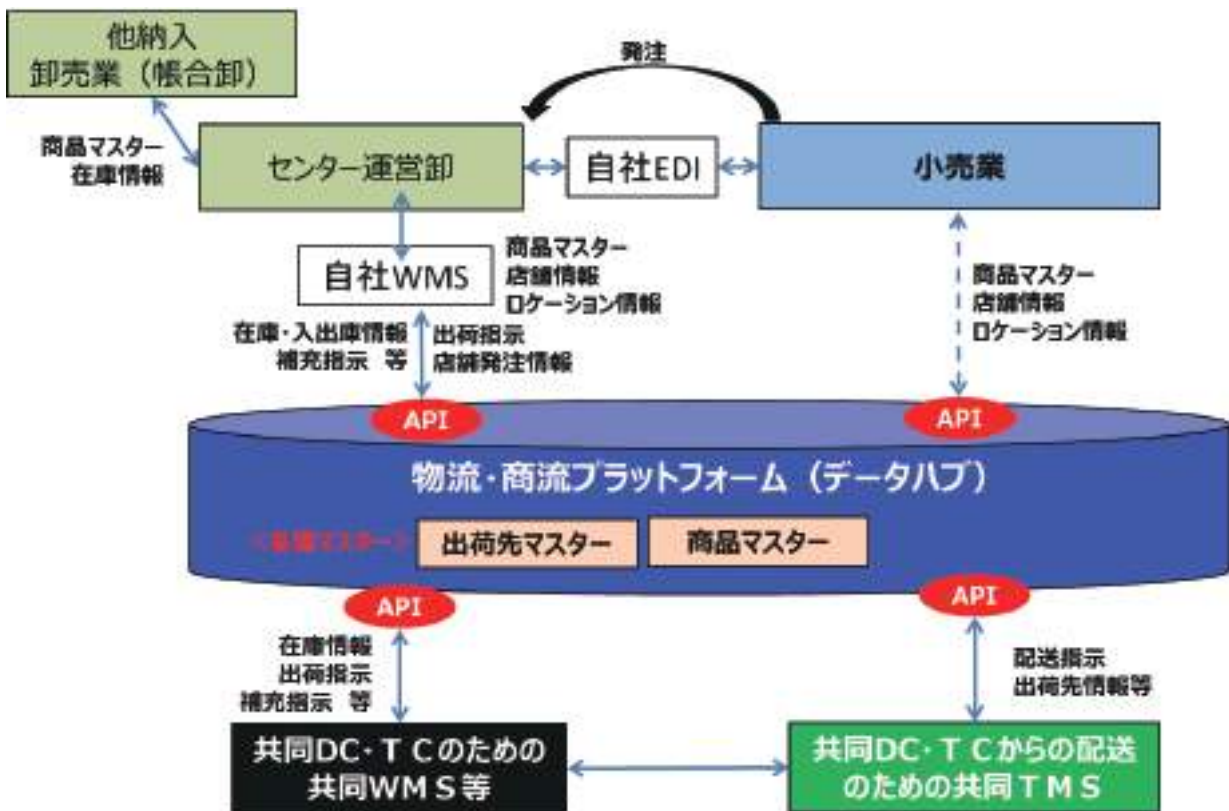 他納入
卸売業（帳合卸）
発注
商品マスター
在庫情報
センター運営卸
自社EDI
小売業
自社WMS
商品マスター
店舗情報
ロケーション情報
商品マスター
店舗情報
ロケーション情報
在庫・入出庫情報
補充指示 等
出荷指示
店舗発注情報
API
API
物流・商流プラットフォーム（データハブ）
出荷先マスター
商品マスター
API
API
在庫情報
出荷指示
補充指示 等
配送指示
出荷先情報等
共同DC・ＴＣのための
共同WMＳ等
共同DC・ＴＣからの配送
のための共同ＴＭＳ